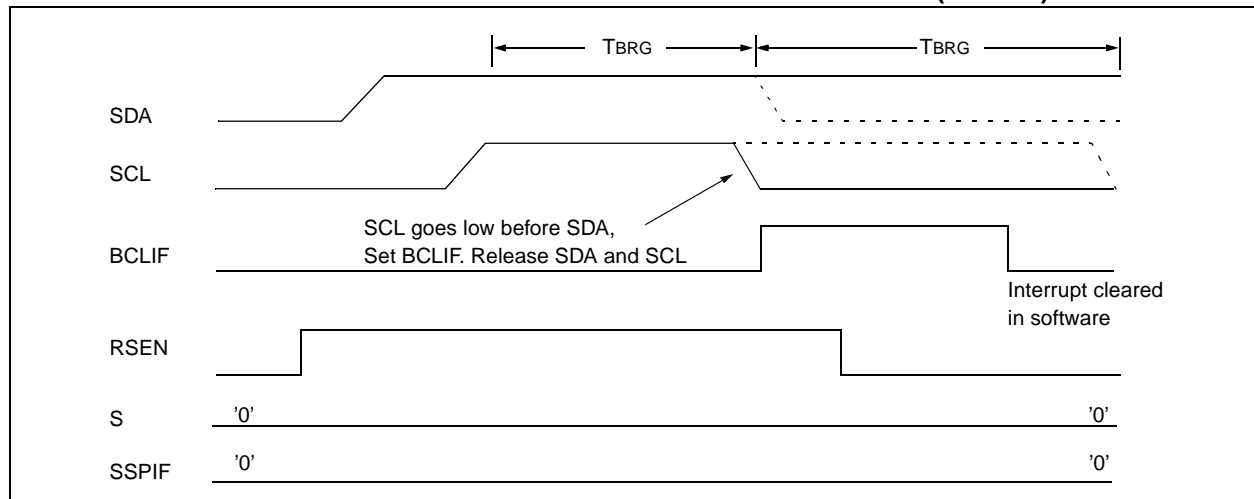 TBRG TBRG
SDA
SCL
SCL goes low before SDA,
Set BCLIF. Release SDA and SCL
BCLIF
Interrupt cleared
in software
RSEN
S '0' '0'
SSPIF '0' '0'